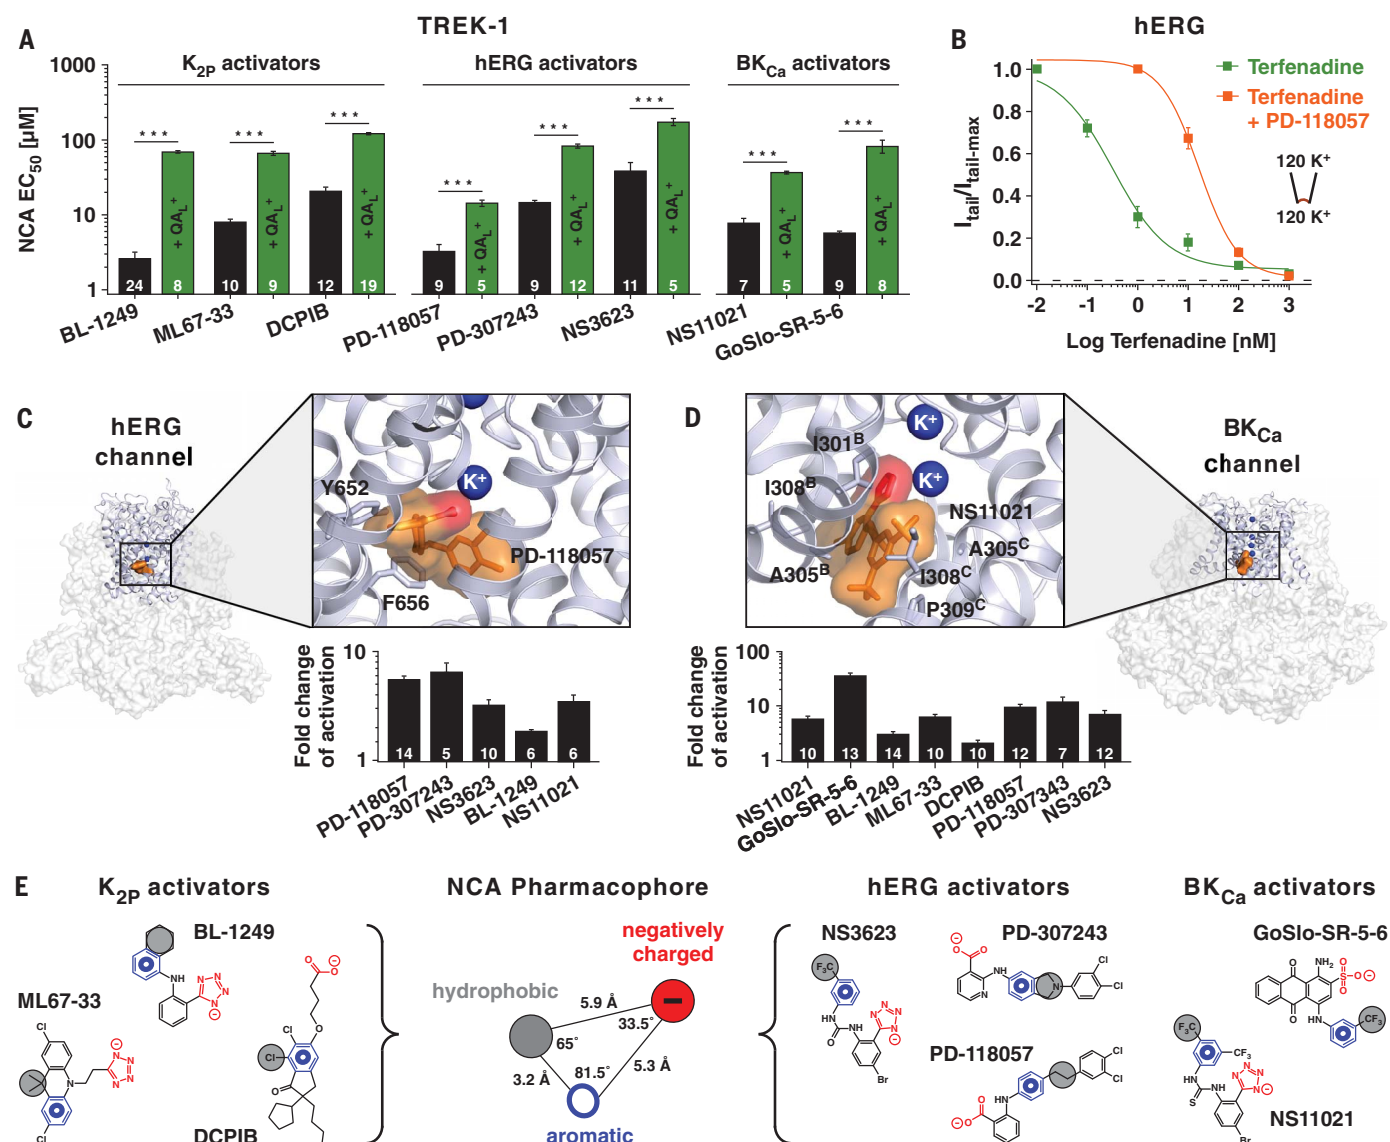 A
TREK-1
K2P activators
hERG activators
BKCa activators
NCA EC50 [µM]
1000
100
10
1
***
***
***
***
***
***
***
***
+ QAL+
+ QAL+
+ QAL+
+ QAL+
+ QAL+
+ QAL+
+ QAL+
+ QAL+
24 8 10 9 12 19 9 5 9 12 11 5 7 5 9 8
BL-1249
ML67-33
DCPIB
PD-118057
PD-307243
NS3623
NS11021
GoSlo-SR-5-6
B
hERG
Terfenadine
Terfenadine
+ PD-118057
120 K+
120 K+
Itail/Itail-max
1.0
0.8
0.6
0.4
0.2
0.0
-2 -1 0 1 2 3
Log Terfenadine [nM]
C
hERG
channel
K+
Y652
PD-118057
F656
Fold change
of activation
10
1
14 5 10 6 6
PD-118057
PD-307243
NS3623
BL-1249
NS11021
D
BKCa
channel
K+
I301B
K+
I308B
NS11021
A305C
A305B
I308C
P309C
Fold change
of activation
100
10
1
10 13 14 10 10 12 7 12
NS11021
GoSlo-SR-5-6
BL-1249
ML67-33
DCPIB
PD-118057
PD-307343
NS3623
E
K2P activators
BL-1249
NH
N N
N N
⊖
ML67-33
Cl
N
⊖
N N
N N
Cl
O
O⊖
O
Cl
Cl
O
DCPIB
NCA Pharmacophore
negatively
charged
hydrophobic
5.9 Å
33.5°
65°
3.2 Å
81.5°
5.3 Å
aromatic
hERG activators
NS3623
F3C
HN
O
NH
N N
N N
⊖
Br
PD-307243
⊖O
O
HN
N
N
Cl
Cl
PD-118057
Cl
Cl
HN
O
⊖O
BKCa activators
GoSlo-SR-5-6
O NH2
O
S
O⊖
O
O HN
CF3
F3C
CF3
NH
S
NH
N N
N N
⊖
Br
NS11021